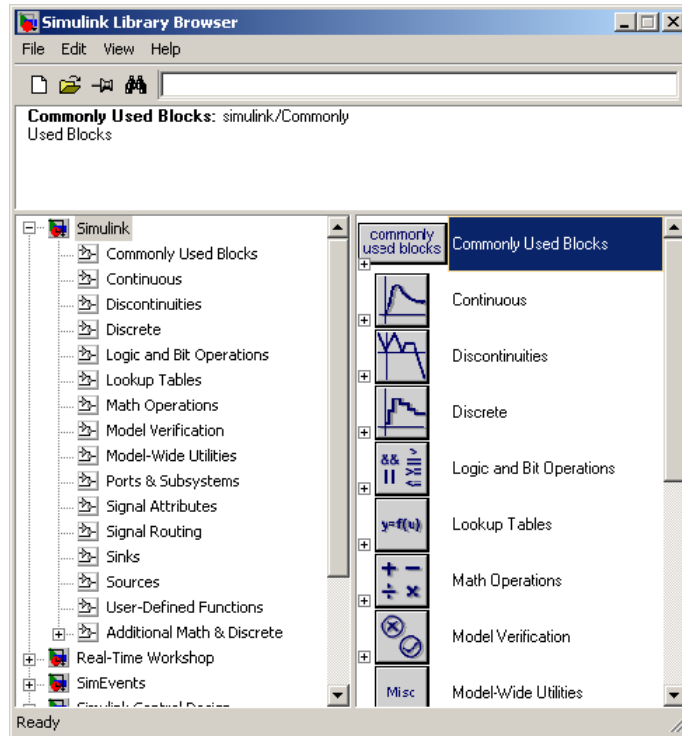 Simulink Library Browser
File Edit View Help
Commonly Used Blocks: simulink/Commonly
Used Blocks
Simulink
Commonly Used Blocks
Continuous
Discontinuities
Discrete
Logic and Bit Operations
Lookup Tables
Math Operations
Model Verification
Model-Wide Utilities
Ports & Subsystems
Signal Attributes
Signal Routing
Sinks
Sources
User-Defined Functions
Additional Math & Discrete
Real-Time Workshop
SimEvents
Simulink Control Design
commonly
used blocks
Commonly Used Blocks
Continuous
Discontinuities
Discrete
&& > >= || <=
Logic and Bit Operations
y=f(u)
Lookup Tables
+ −
÷ ×
Math Operations
Model Verification
Misc
Model-Wide Utilities
Ready